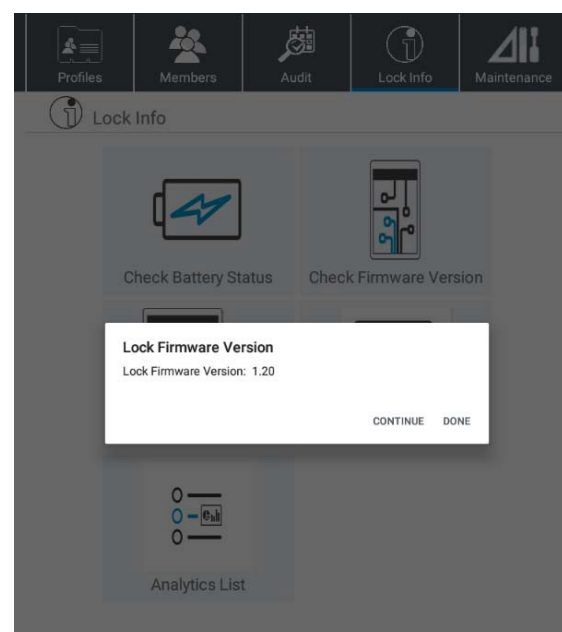 Profiles
Members
Audit
Lock Info
Maintenance
Lock Info
Check Battery Status
Check Firmware Version
Lock Firmware Version
Lock Firmware Version: 1.20
CONTINUE DONE
Analytics List